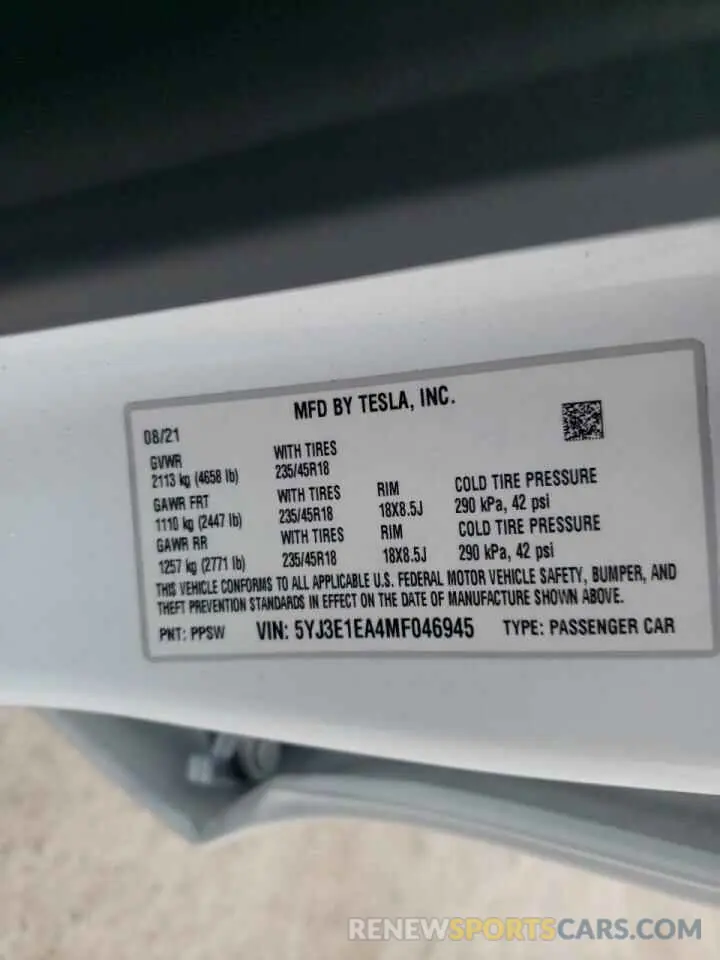 MFD BY TESLA, INC.
08/21
GVWR WITH TIRES
2113 kg (4658 lb) 235/45R18
GAWR FRT WITH TIRES RIM COLD TIRE PRESSURE
1110 kg (2447 lb) 235/45R18 18X8.5J 290 kPa, 42 psi
GAWR RR WITH TIRES RIM COLD TIRE PRESSURE
1257 kg (2771 lb) 235/45R18 18X8.5J 290 kPa, 42 psi
THIS VEHICLE CONFORMS TO ALL APPLICABLE U.S. FEDERAL MOTOR VEHICLE SAFETY, BUMPER, AND
THEFT PREVENTION STANDARDS IN EFFECT ON THE DATE OF MANUFACTURE SHOWN ABOVE.
PNT: PPSW VIN: 5YJ3E1EA4MF046945 TYPE: PASSENGER CAR
RENEWSPORTSCARS.COM